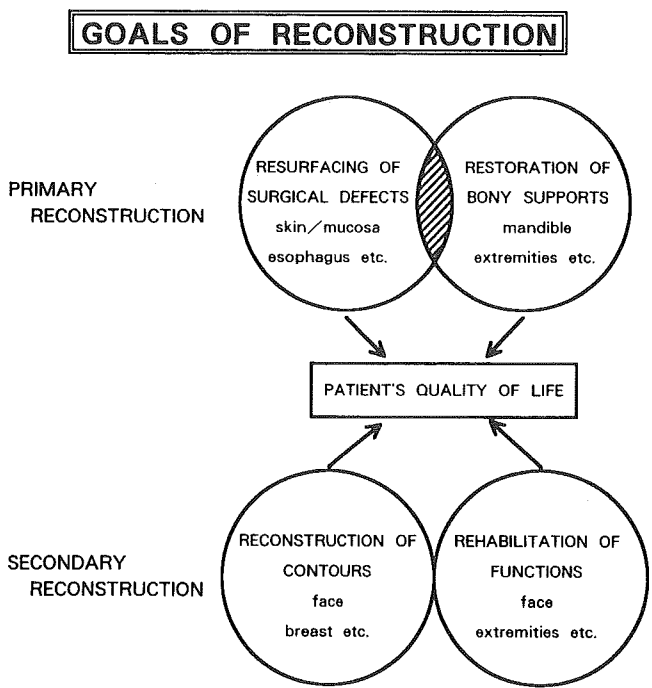 GOALS OF RECONSTRUCTION
PRIMARY
RECONSTRUCTION
RESURFACING OF
SURGICAL DEFECTS
skin/mucosa
esophagus etc.
RESTORATION OF
BONY SUPPORTS
mandible
extremities etc.
PATIENT'S QUALITY OF LIFE
SECONDARY
RECONSTRUCTION
RECONSTRUCTION OF
CONTOURS
face
breast etc.
REHABILITATION OF
FUNCTIONS
face
extremities etc.